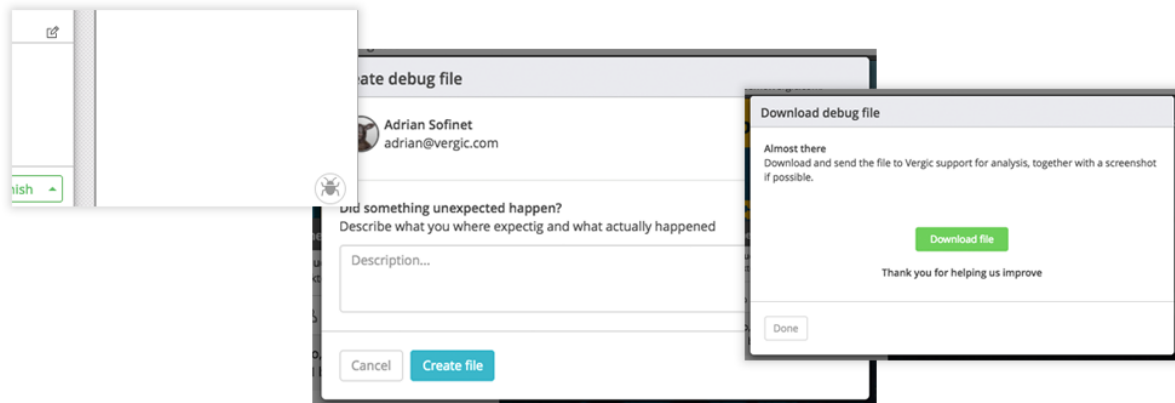 nish
eate debug file
Adrian Sofinet
adrian@vergic.com
Did something unexpected happen?
Describe what you where expectig and what actually happened
Description...
Cancel
Create file
Download debug file
Almost there
Download and send the file to Vergic support for analysis, together with a screenshot
if possible.
Download file
Thank you for helping us improve
Done